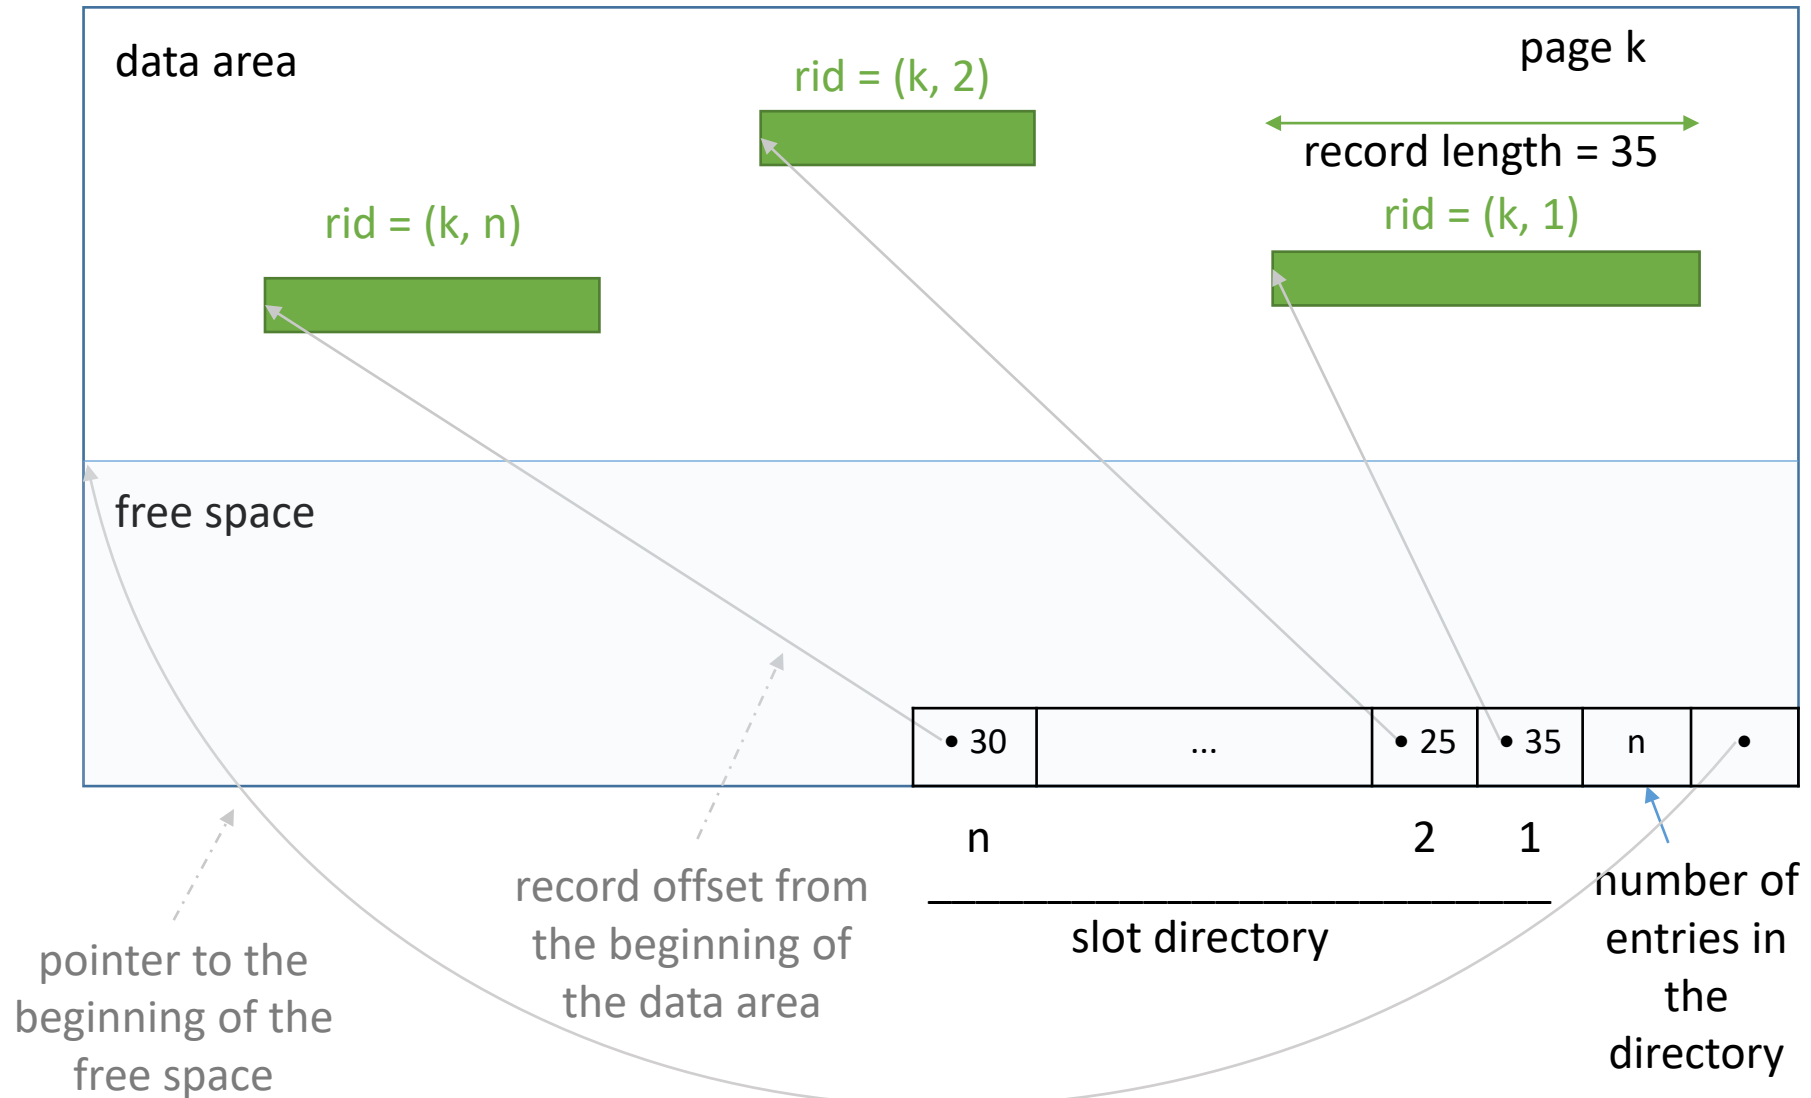 data area
page k
rid = (k, 2)
record length = 35
rid = (k, n)
rid = (k, 1)
free space
• 30
...
• 25
• 35
n
•
n
2
1
slot directory
number of
entries in
the
directory
record offset from
the beginning of
the data area
pointer to the
beginning of the
free space